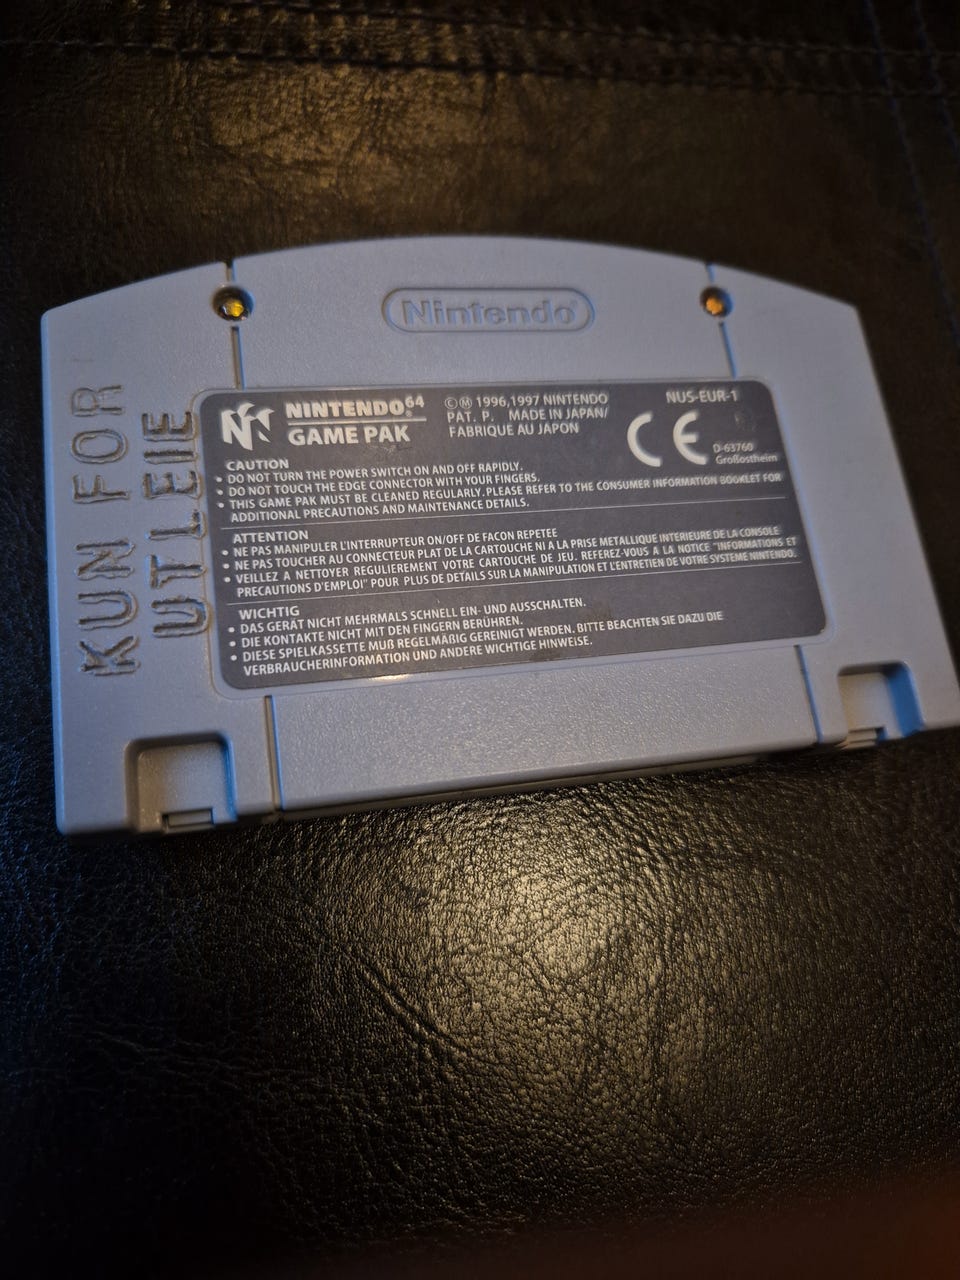 Nintendo®
KUN FOR
UTLEIE
NINTENDO64
GAME PAK
©Ⓜ 1996,1997 NINTENDO
PAT. P. MADE IN JAPAN/
FABRIQUE AU JAPON
NUS-EUR-1
CE
D-63760
Großostheim
CAUTION
• DO NOT TURN THE POWER SWITCH ON AND OFF RAPIDLY.
• DO NOT TOUCH THE EDGE CONNECTOR WITH YOUR FINGERS.
• THIS GAME PAK MUST BE CLEANED REGULARLY. PLEASE REFER TO THE CONSUMER INFORMATION BOOKLET FOR
ADDITIONAL PRECAUTIONS AND MAINTENANCE DETAILS.
ATTENTION
• NE PAS MANIPULER L'INTERRUPTEUR ON/OFF DE FACON REPETEE
• NE PAS TOUCHER AU CONNECTEUR PLAT DE LA CARTOUCHE NI A LA PRISE METALLIQUE INTERIEURE DE LA CONSOLE
• VEILLEZ A NETTOYER REGULIEREMENT VOTRE CARTOUCHE DE JEU. REFEREZ-VOUS A LA NOTICE "INFORMATIONS ET
PRECAUTIONS D'EMPLOI" POUR PLUS DE DETAILS SUR LA MANIPULATION ET L'ENTRETIEN DE VOTRE SYSTEME NINTENDO.
WICHTIG
• DAS GERÄT NICHT MEHRMALS SCHNELL EIN- UND AUSSCHALTEN.
• DIE KONTAKTE NICHT MIT DEN FINGERN BERÜHREN.
• DIESE SPIELKASSETTE MUß REGELMÄßIG GEREINIGT WERDEN. BITTE BEACHTEN SIE DAZU DIE
VERBRAUCHERINFORMATION UND ANDERE WICHTIGE HINWEISE.